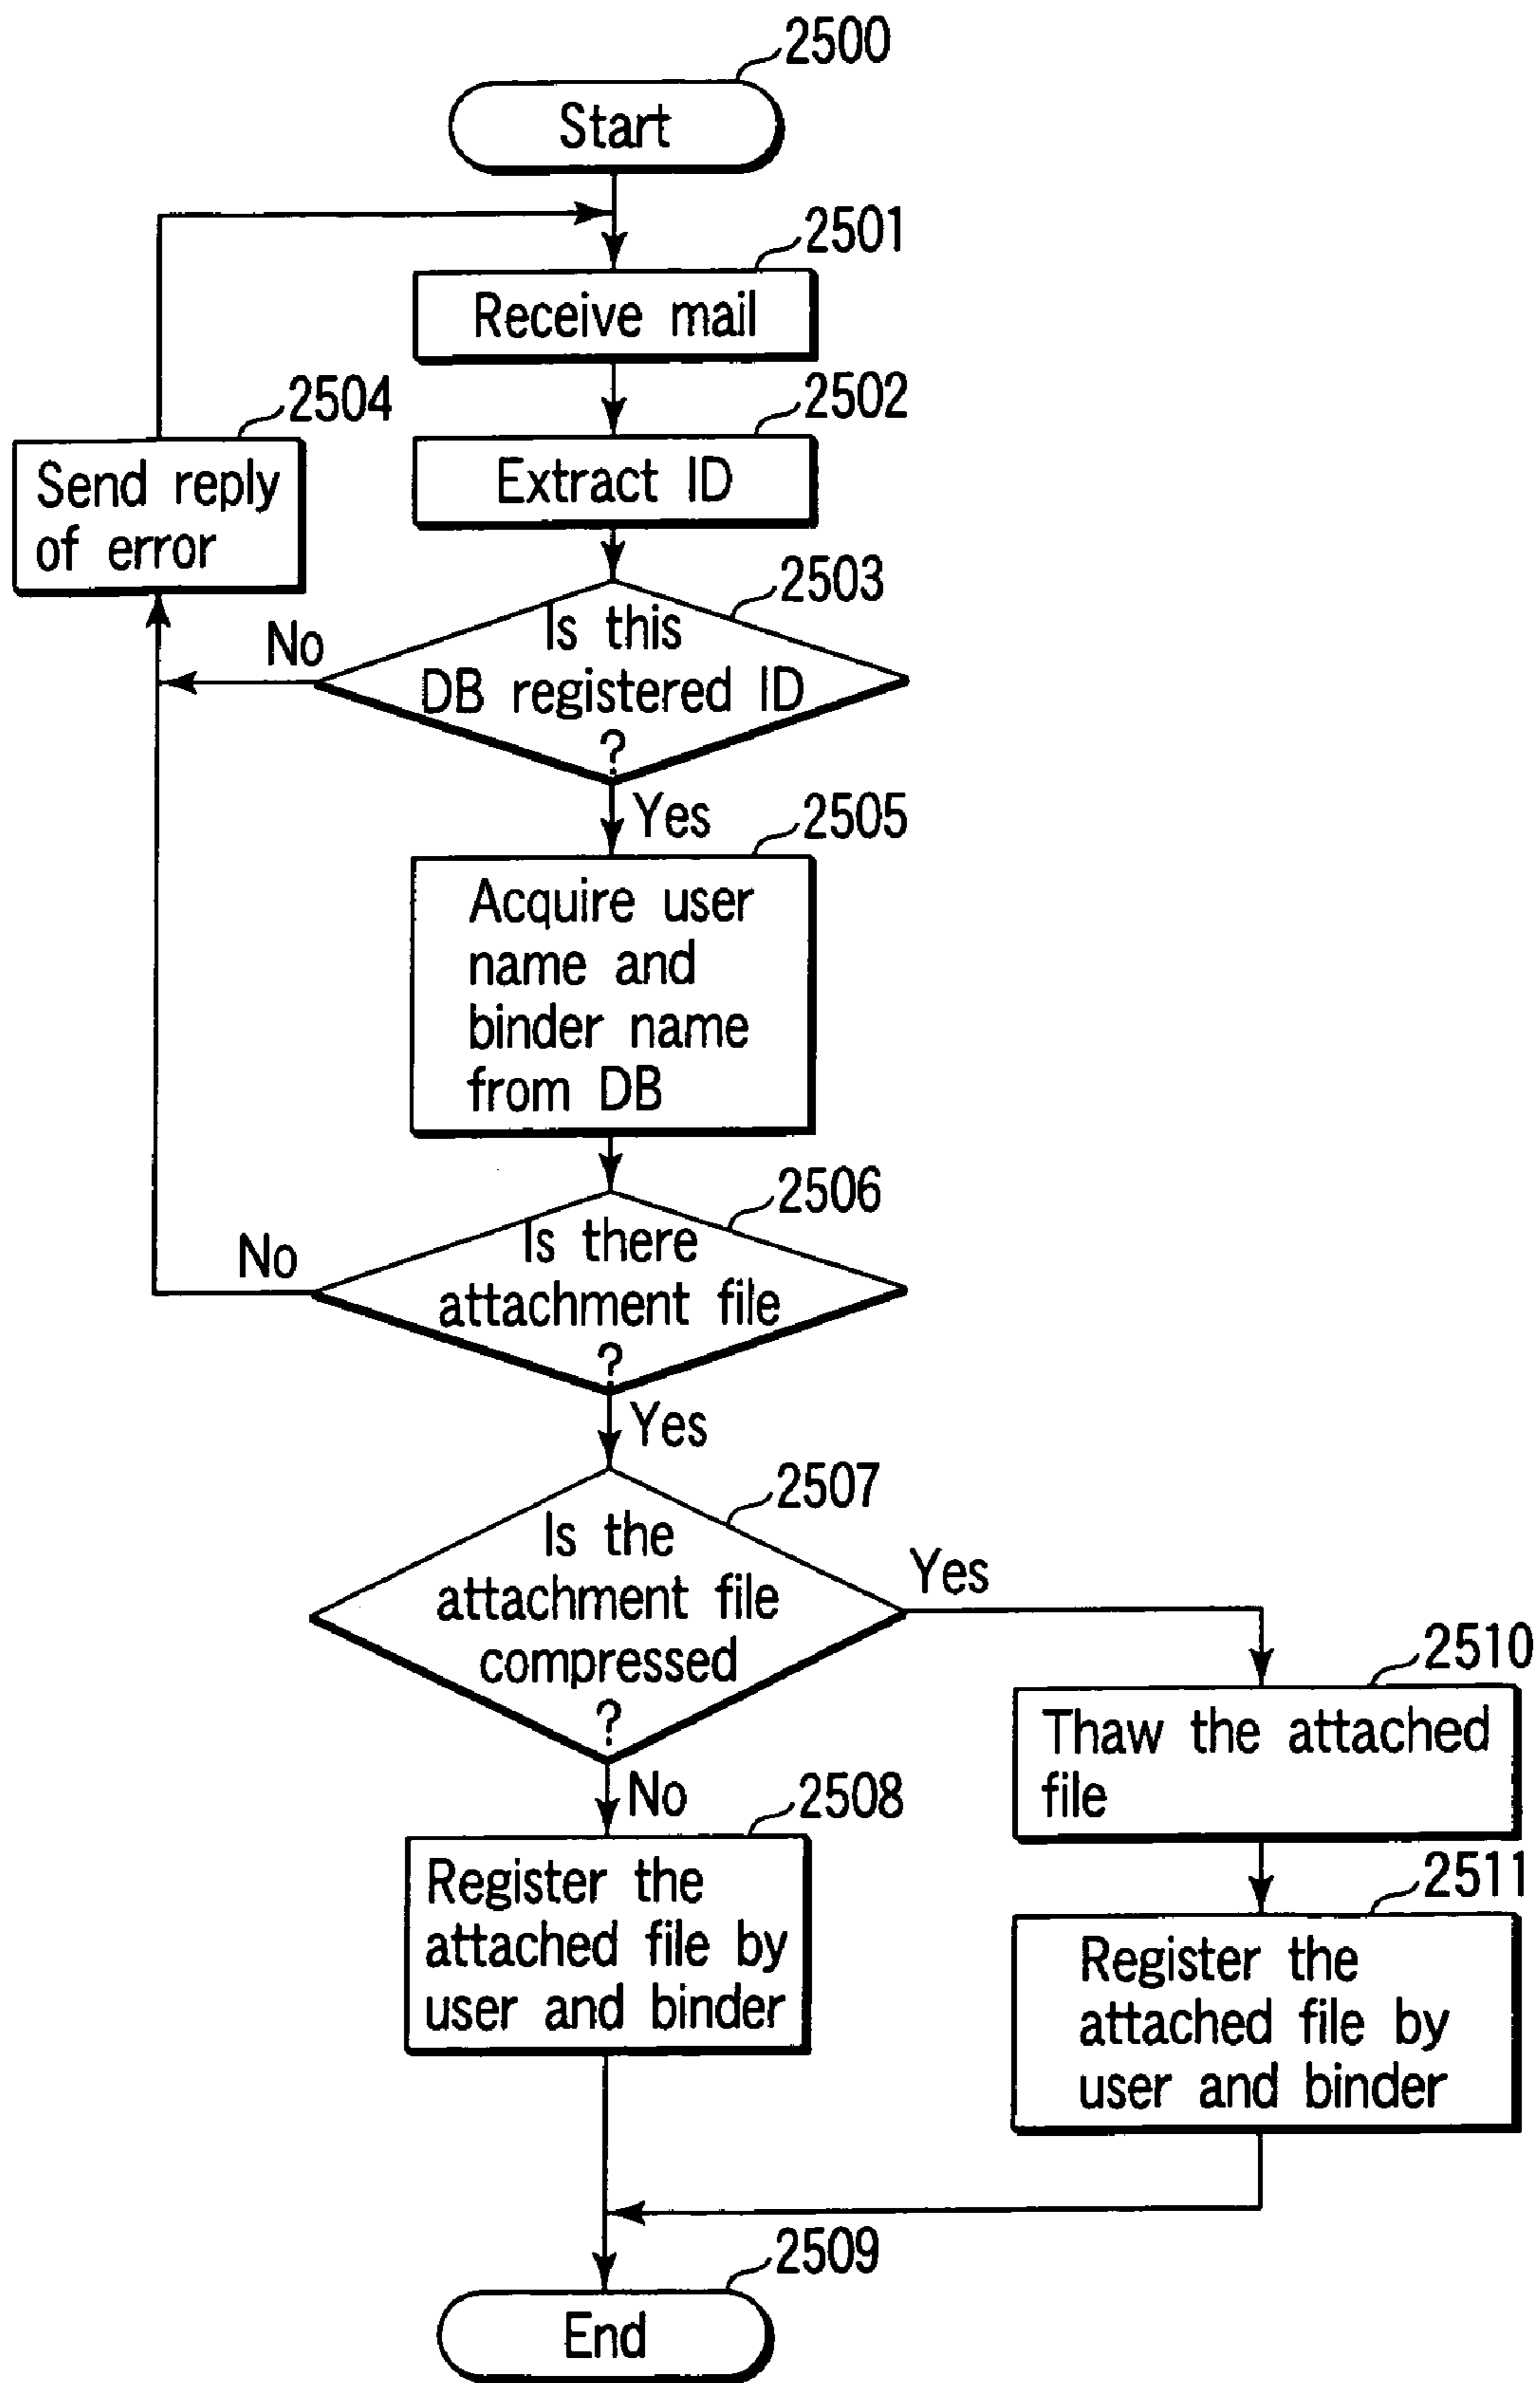 2500
Start
2501
Receive mail
2502
Extract ID
2504
Send reply
of error
2503
Is this
DB registered ID
?
No
Yes
2505
Acquire user
name and
binder name
from DB
2506
Is there
attachment file
?
No
Yes
2507
Is the
attachment file
compressed
?
Yes
No
2510
Thaw the attached
file
2508
Register the
attached file by
user and binder
2511
Register the
attached file by
user and binder
2509
End